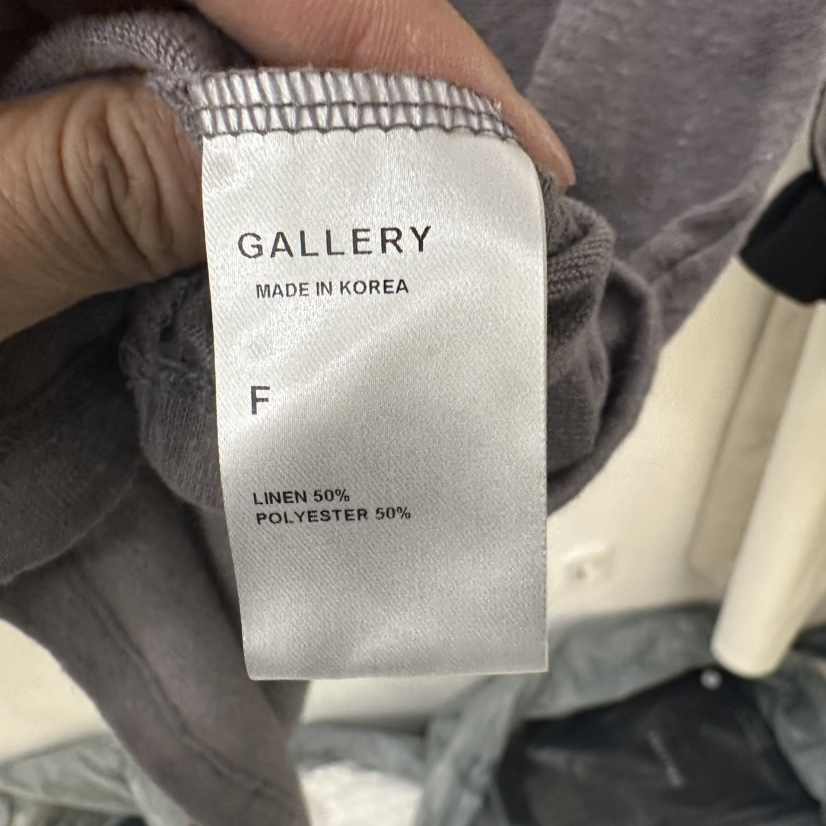 GALLERY
MADE IN KOREA
F
LINEN 50%
POLYESTER 50%